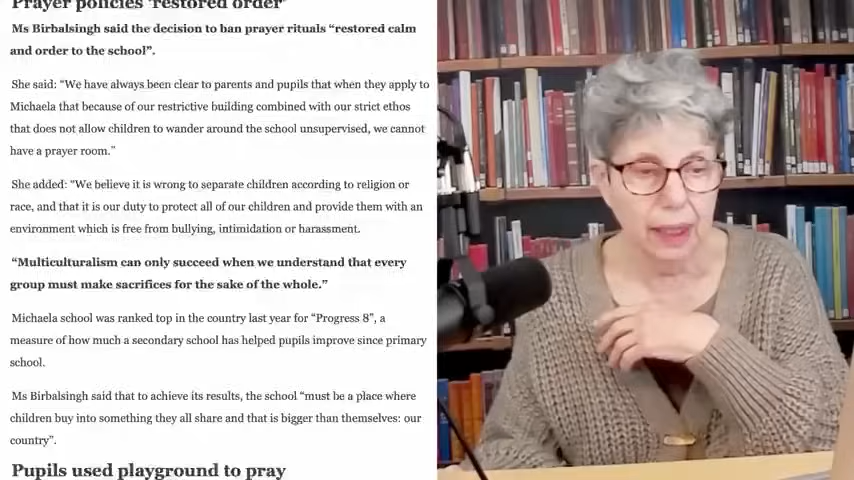 Prayer policies 'restored order'
Ms Birbalsingh said the decision to ban prayer rituals “restored calm
and order to the school”.
She said: “We have always been clear to parents and pupils that when they apply to
Michaela that because of our restrictive building combined with our strict ethos
that does not allow children to wander around the school unsupervised, we cannot
have a prayer room.”
She added: “We believe it is wrong to separate children according to religion or
race, and that it is our duty to protect all of our children and provide them with an
environment which is free from bullying, intimidation or harassment.
“Multiculturalism can only succeed when we understand that every
group must make sacrifices for the sake of the whole.”
Michaela school was ranked top in the country last year for “Progress 8”, a
measure of how much a secondary school has helped pupils improve since primary
school.
Ms Birbalsingh said that to achieve its results, the school “must be a place where
children buy into something they all share and that is bigger than themselves: our
country”.
Pupils used playground to pray